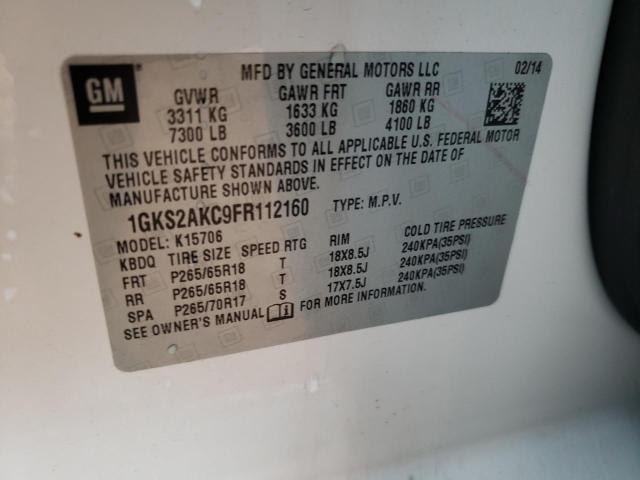 GM
MFD BY GENERAL MOTORS LLC 02/14
GVWR GAWR FRT GAWR RR
3311 KG 1633 KG 1860 KG
7300 LB 3600 LB 4100 LB
THIS VEHICLE CONFORMS TO ALL APPLICABLE U.S. FEDERAL MOTOR
VEHICLE SAFETY STANDARDS IN EFFECT ON THE DATE OF
MANUFACTURE SHOWN ABOVE.
1GKS2AKC9FR112160 TYPE: M.P.V.
MODEL: K15706
KBDQ TIRE SIZE SPEED RTG RIM COLD TIRE PRESSURE
FRT P265/65R18 T 18X8.5J 240KPA(35PSI)
RR P265/65R18 T 18X8.5J 240KPA(35PSI)
SPA P265/70R17 S 17X7.5J 240KPA(35PSI)
SEE OWNER'S MANUAL FOR MORE INFORMATION.